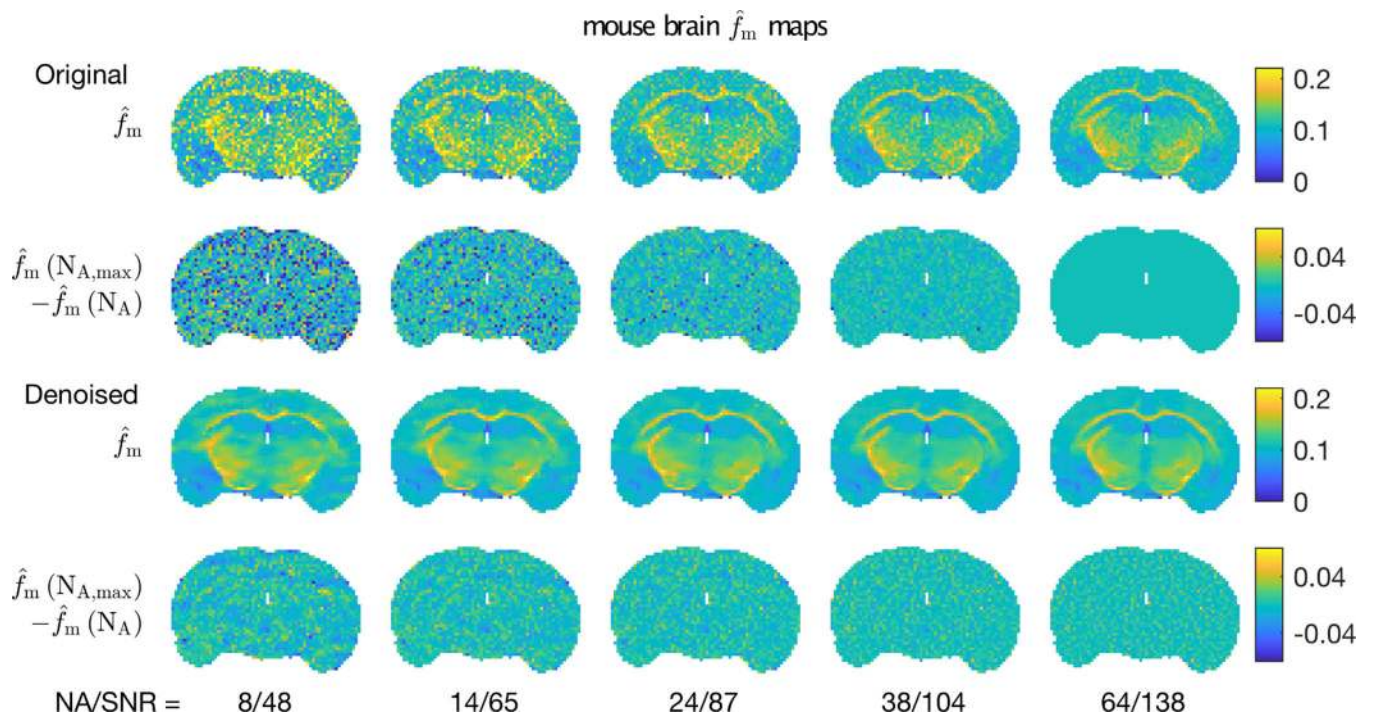 mouse brain f̂m maps
Original
f̂m
0.2
0.1
0
f̂m (NA,max)
−f̂m (NA)
0.04
-0.04
Denoised
f̂m
0.2
0.1
0
f̂m (NA,max)
−f̂m (NA)
0.04
-0.04
NA/SNR = 8/48 14/65 24/87 38/104 64/138